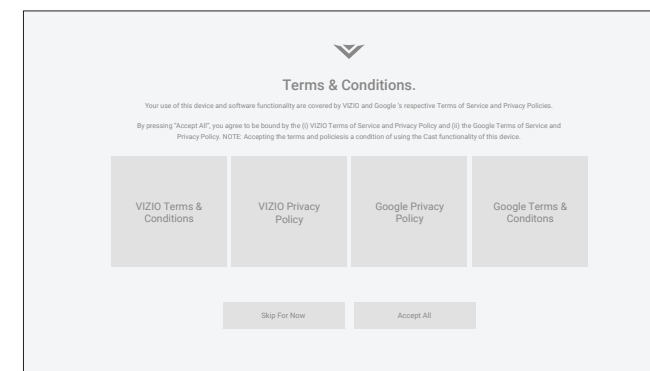 Terms & Conditions.
Your use of this device and software functionality are covered by VIZIO and Google 's respective Terms of Service and Privacy Policies.
By pressing "Accept All", you agree to be bound by the (i) VIZIO Terms of Service and Privacy Policy and (ii) the Google Terms of Service and
Privacy Policy. NOTE: Accepting the terms and policiesis a condition of using the Cast functionality of this device.
VIZIO Terms &
Conditions
VIZIO Privacy
Policy
Google Privacy
Policy
Google Terms &
Conditons
Skip For Now
Accept All